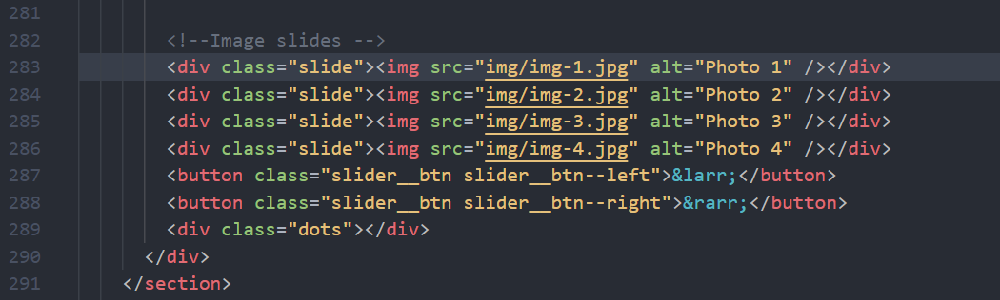 281
282 <!--Image slides -->
283 <div class="slide"><img src="img/img-1.jpg" alt="Photo 1" /></div>
284 <div class="slide"><img src="img/img-2.jpg" alt="Photo 2" /></div>
285 <div class="slide"><img src="img/img-3.jpg" alt="Photo 3" /></div>
286 <div class="slide"><img src="img/img-4.jpg" alt="Photo 4" /></div>
287 <button class="slider__btn slider__btn--left">&larr;</button>
288 <button class="slider__btn slider__btn--right">&rarr;</button>
289 <div class="dots"></div>
290 </div>
291 </section>